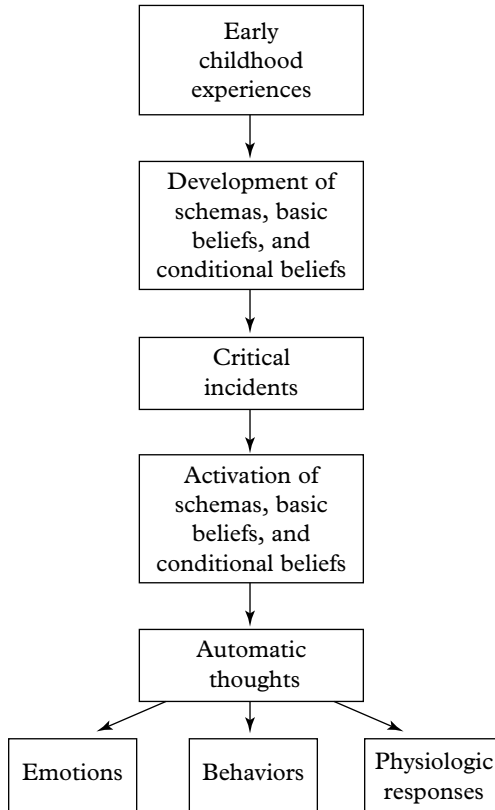 Early
childhood
experiences
Development of
schemas, basic
beliefs, and
conditional beliefs
Critical
incidents
Activation of
schemas, basic
beliefs, and
conditional beliefs
Automatic
thoughts
Emotions
Behaviors
Physiologic
responses